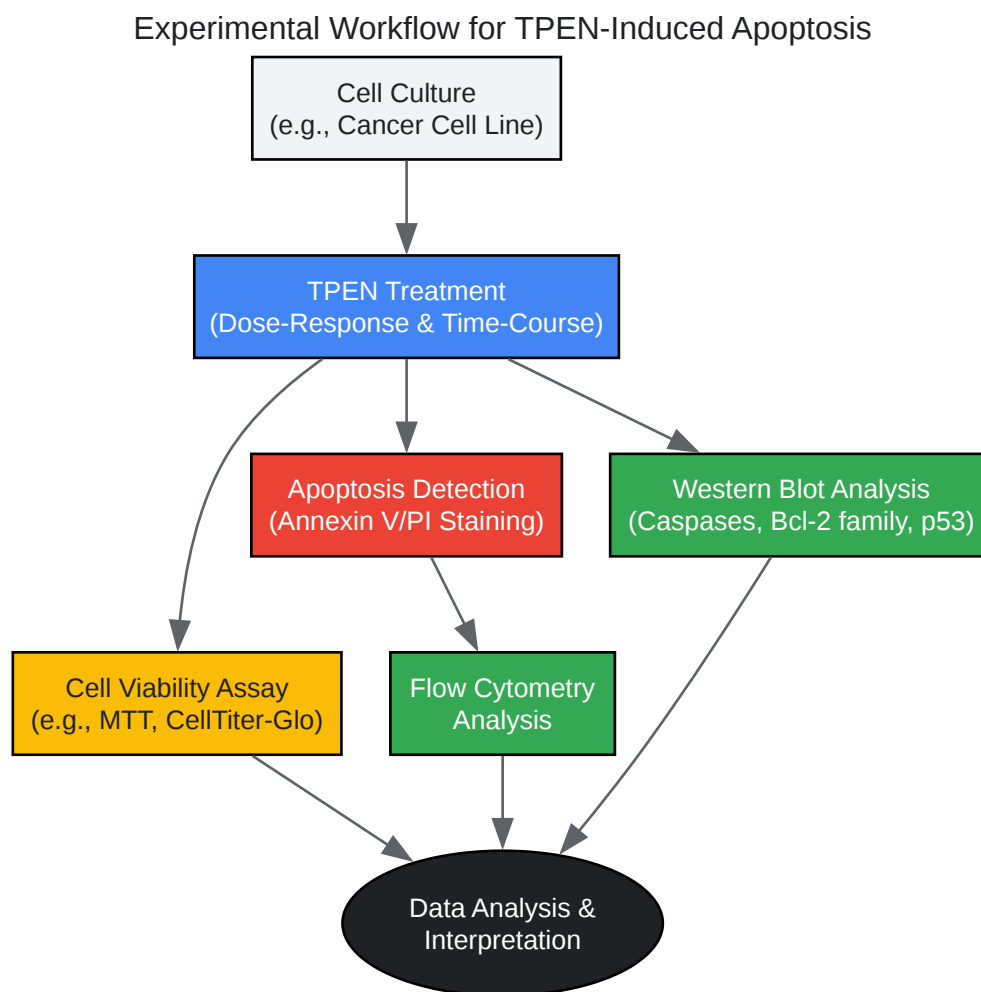 Experimental Workflow for TPEN-Induced Apoptosis
Cell Culture
(e.g., Cancer Cell Line)
TPEN Treatment
(Dose-Response & Time-Course)
Apoptosis Detection
(Annexin V/PI Staining)
Western Blot Analysis
(Caspases, Bcl-2 family, p53)
Cell Viability Assay
(e.g., MTT, CellTiter-Glo)
Flow Cytometry
Analysis
Data Analysis &
Interpretation